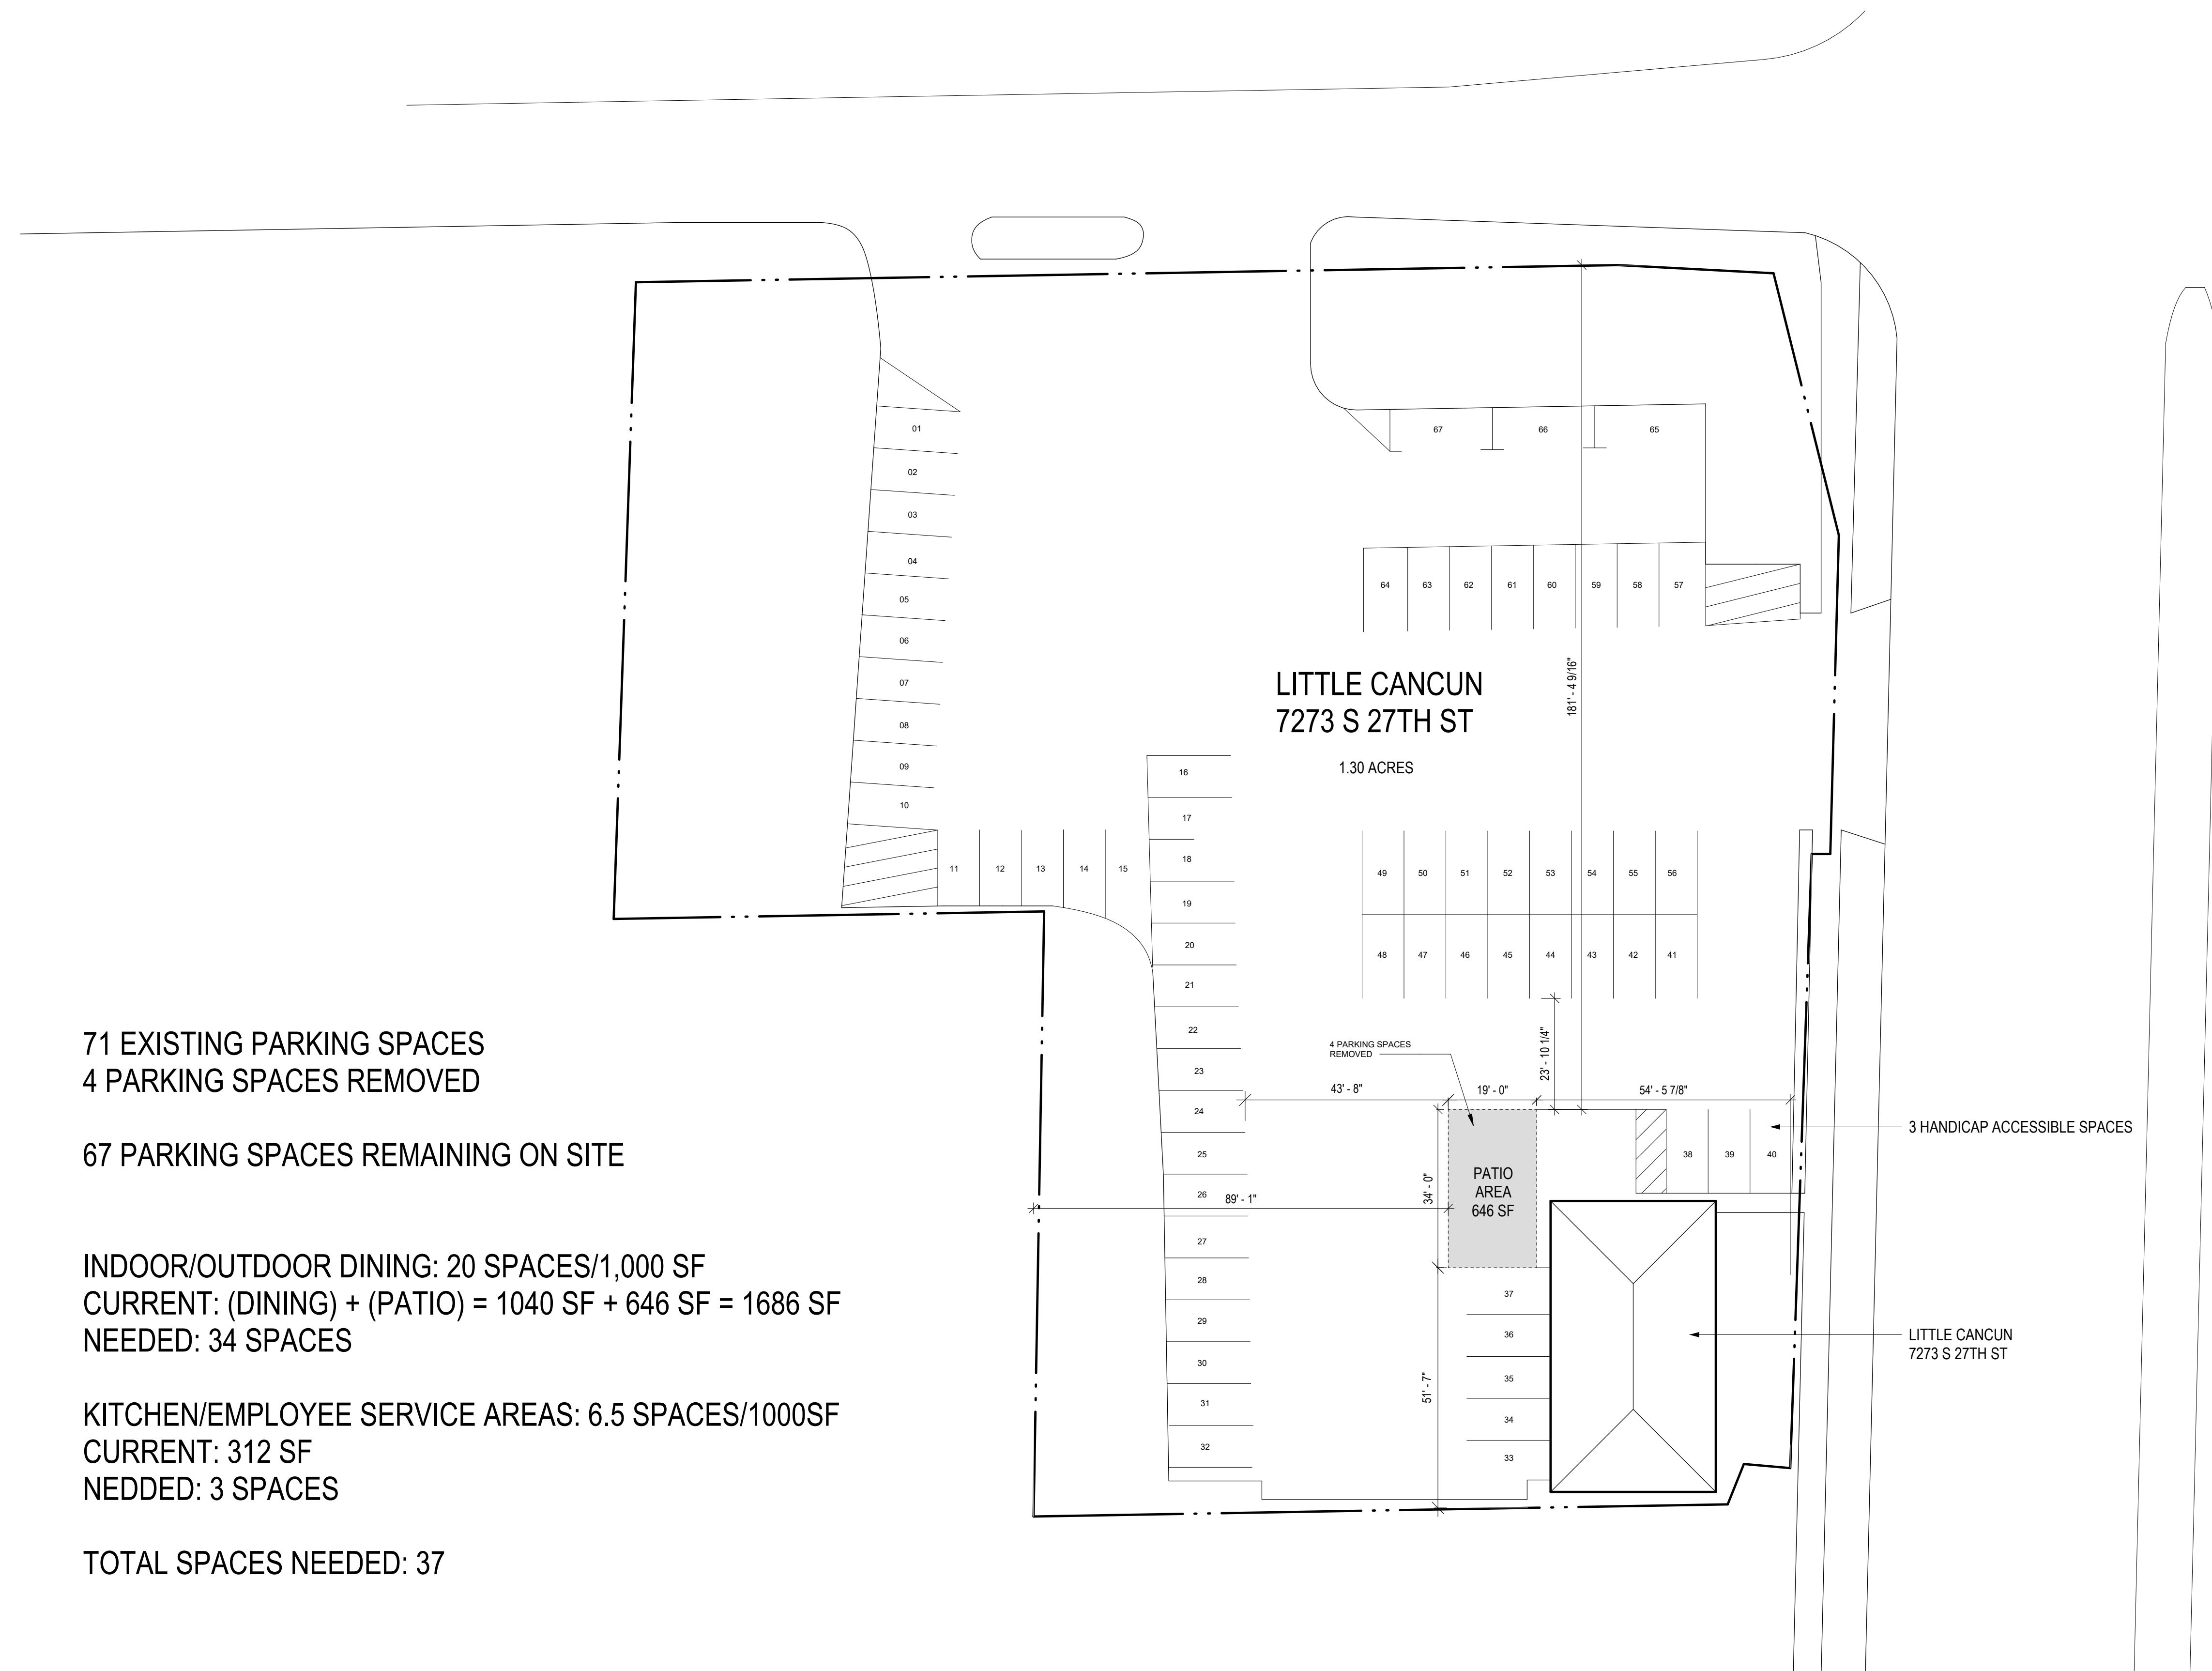 67
66
65
01
02
03
04
05
06
07
08
09
10
64
63
62
61
60
59
58
57
LITTLE CANCUN
7273 S 27TH ST
1.30 ACRES
181' - 4 9/16"
11
12
13
14
15
16
17
18
19
20
21
22
23
24
25
26
27
28
29
30
31
32
49
50
51
52
53
54
55
56
48
47
46
45
44
43
42
41
4 PARKING SPACES
REMOVED
23' - 10 1/4"
43' - 8"
19' - 0"
54' - 5 7/8"
34' - 0"
89' - 1"
51' - 7"
PATIO
AREA
646 SF
38
39
40
3 HANDICAP ACCESSIBLE SPACES
37
36
35
34
33
LITTLE CANCUN
7273 S 27TH ST
71 EXISTING PARKING SPACES
4 PARKING SPACES REMOVED
67 PARKING SPACES REMAINING ON SITE
INDOOR/OUTDOOR DINING: 20 SPACES/1,000 SF
CURRENT: (DINING) + (PATIO) = 1040 SF + 646 SF = 1686 SF
NEEDED: 34 SPACES
KITCHEN/EMPLOYEE SERVICE AREAS: 6.5 SPACES/1000SF
CURRENT: 312 SF
NEDDED: 3 SPACES
TOTAL SPACES NEEDED: 37